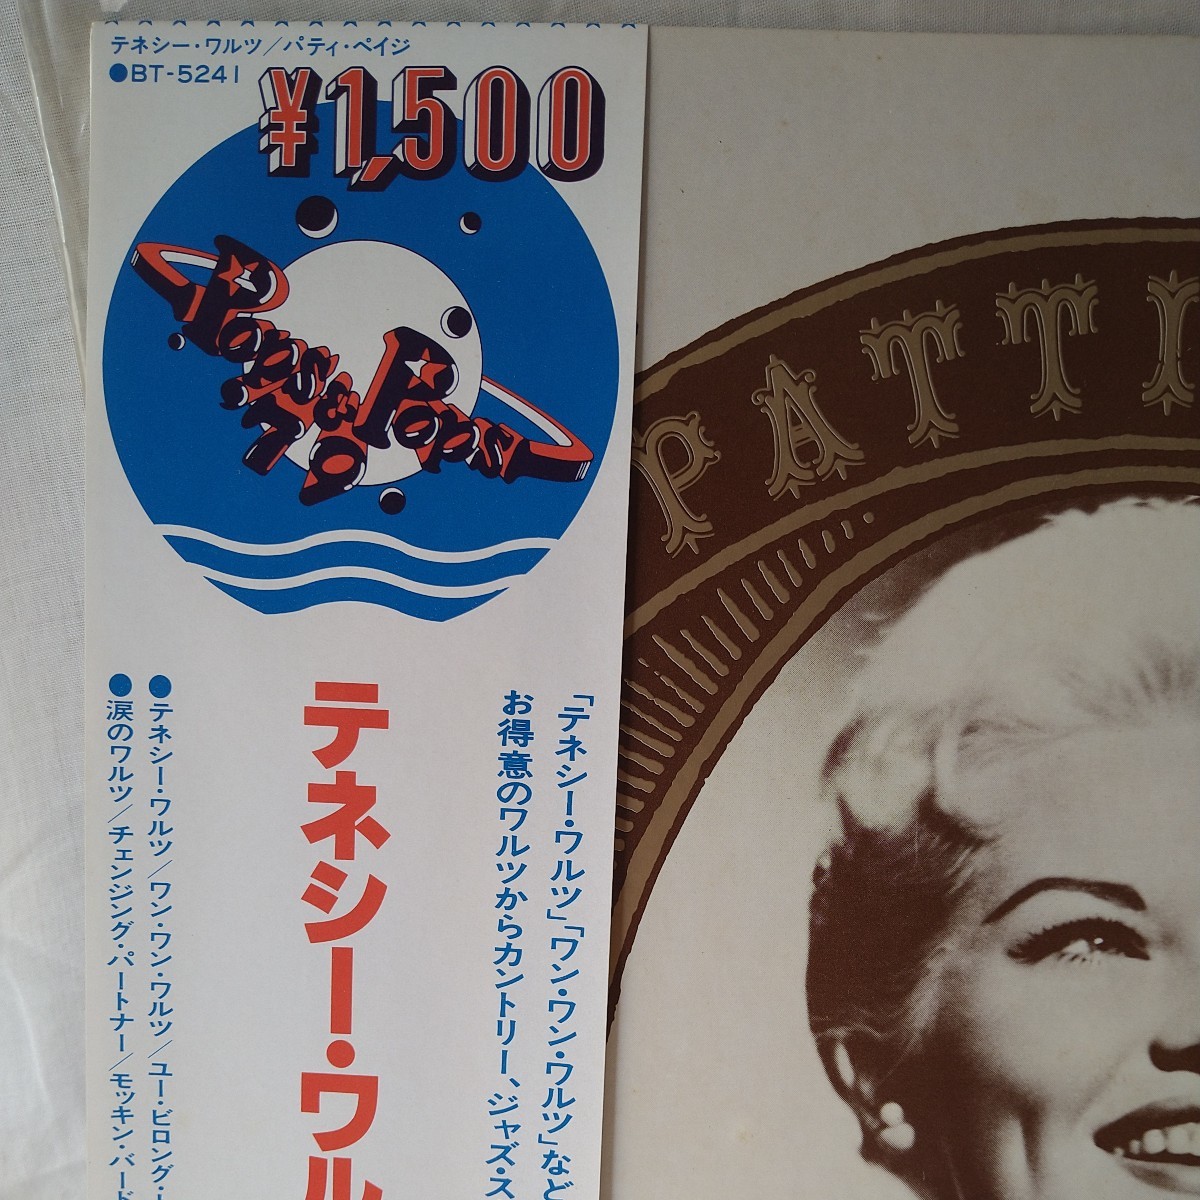 テネシー・ワルツ／パティ・ペイジ
●BT-5241
¥1,500
Pops to Pops
PATTI
「テネシー・ワルツ」「ワン・ワン・ワルツ」など
お得意のワルツからカントリー、ジャズ・ス
テネシー・ワル
●テネシー・ワルツ／ワン・ワン・ワルツ／ユー・ビロング・
●涙のワルツ／チェンジング・パートナー／モッキン・バード